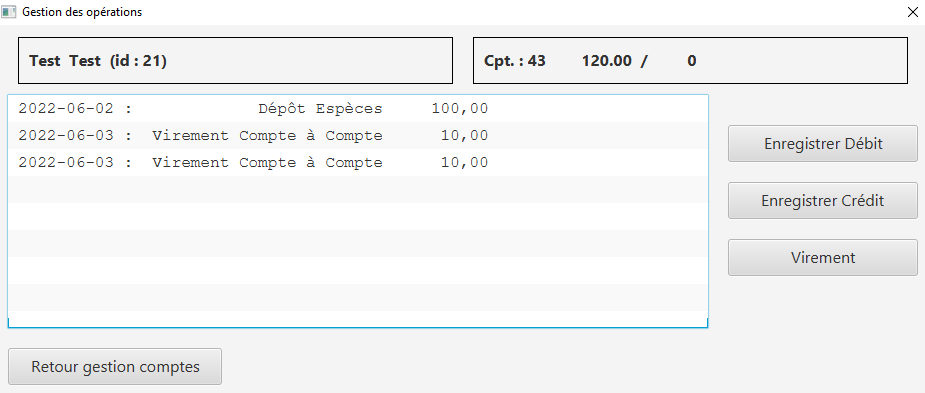 Gestion des opérations
Test Test (id : 21)
Cpt. : 43 120.00 / 0
2022-06-02 : Dépôt Espèces 100,00
2022-06-03 : Virement Compte à Compte 10,00
2022-06-03 : Virement Compte à Compte 10,00
Enregistrer Débit
Enregistrer Crédit
Virement
Retour gestion comptes